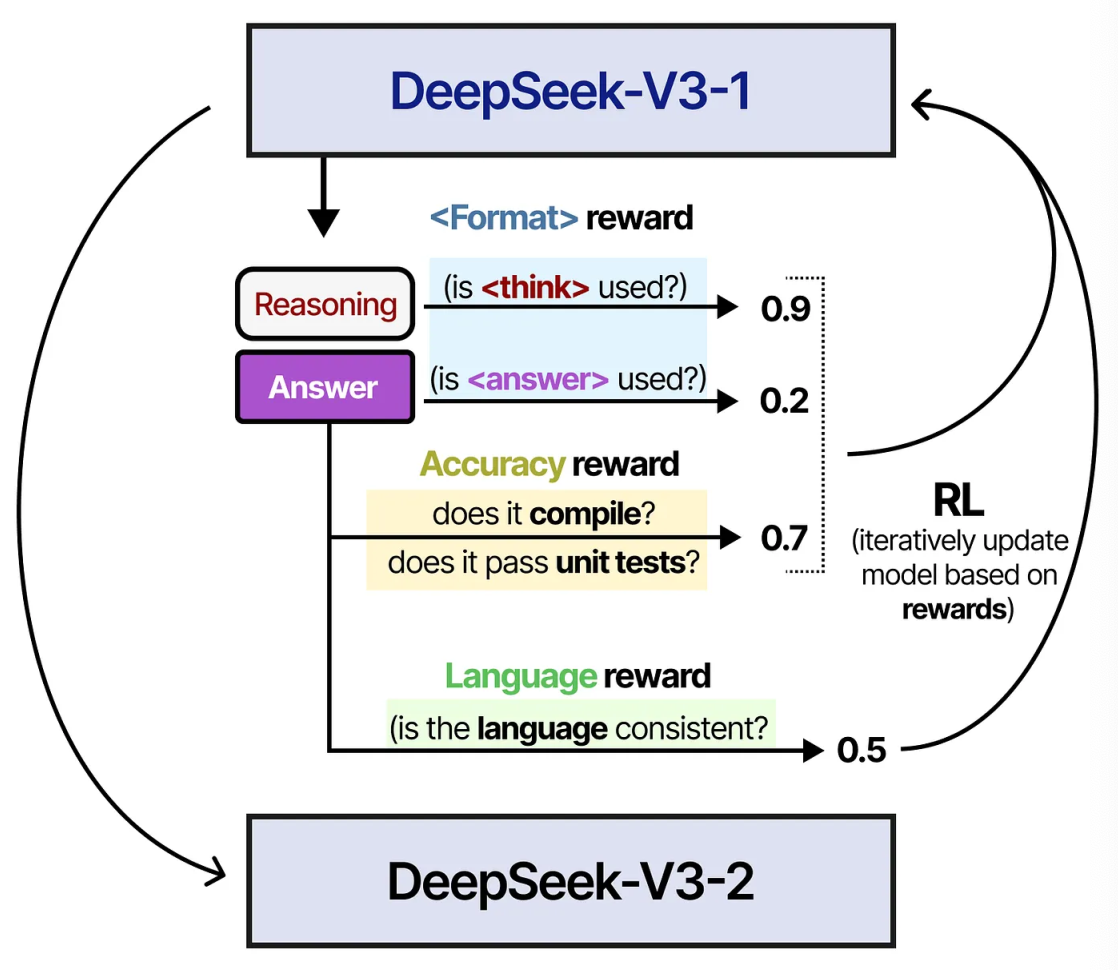 DeepSeek-V3-1
<Format> reward
Reasoning
(is <think> used?)
0.9
Answer
(is <answer> used?)
0.2
Accuracy reward
does it compile?
0.7
does it pass unit tests?
RL
(iteratively update
model based on
rewards)
Language reward
(is the language consistent?
0.5
DeepSeek-V3-2